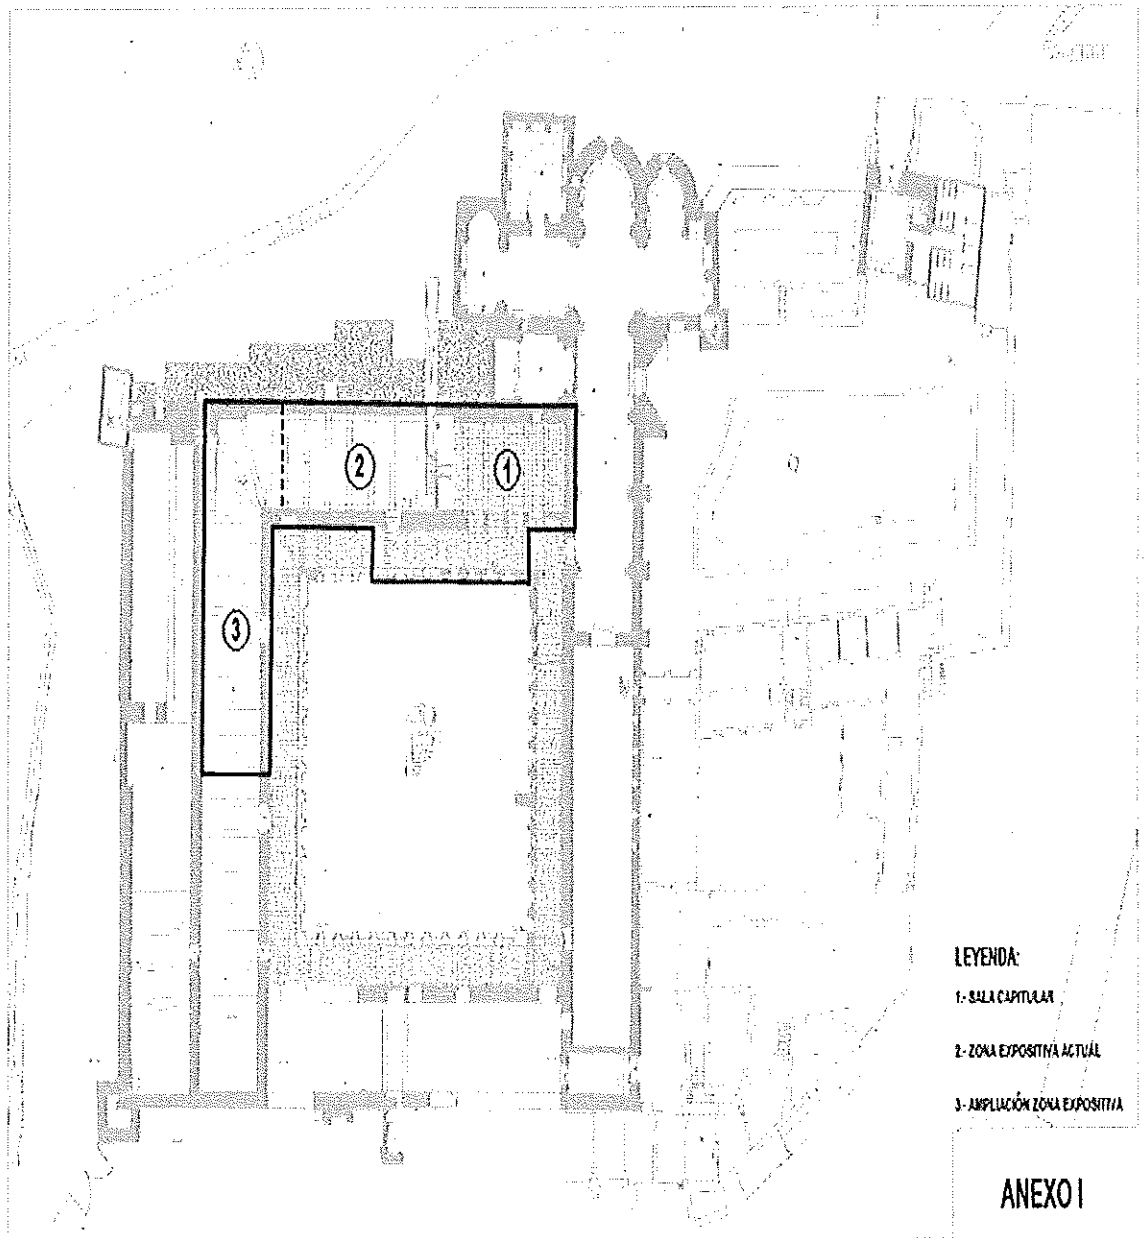 2
1
3
LEYENDA:
1.- SALA CAPITULAR
2.- ZONA EXPOSITIVA ACTUAL
3.- AMPLIACIÓN ZONA EXPOSITIVA
ANEXO I